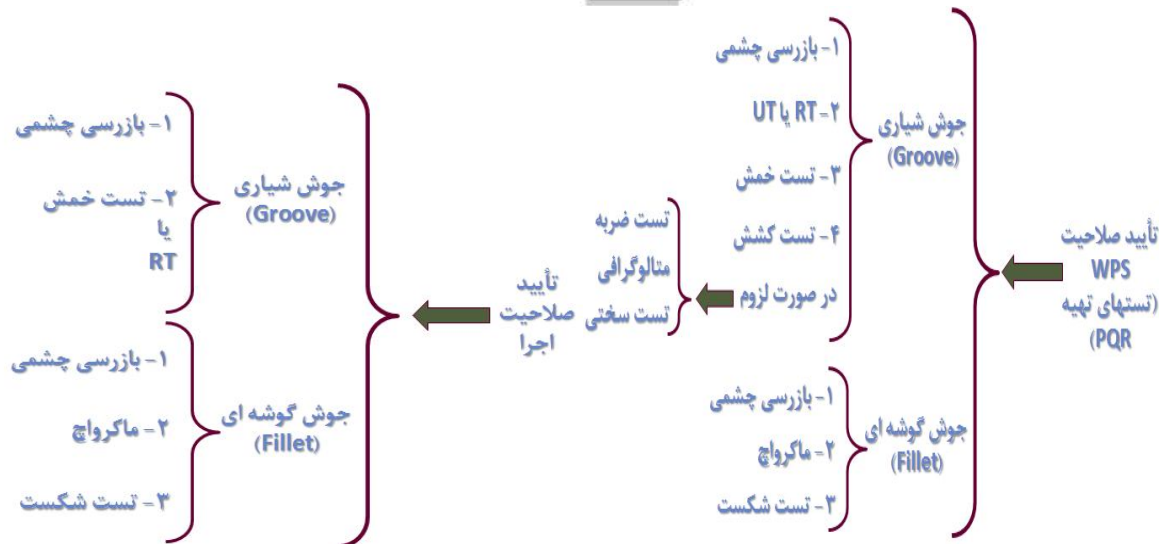 تأیید صلاحیت
WPS
(تستهای تهیه
PQR)
جوش شیاری
(Groove)
۱- بازرسی چشمی
۲- RT یا UT
۳- تست خمش
۴- تست کشش
در صورت لزوم
تست ضربه
متالوگرافی
تست سختی
جوش گوشه ای
(Fillet)
۱- بازرسی چشمی
۲- ماکرواچ
۳- تست شکست
تأیید
صلاحیت
اجرا
جوش شیاری
(Groove)
۱- بازرسی چشمی
۲- تست خمش
یا
RT
جوش گوشه ای
(Fillet)
۱- بازرسی چشمی
۲- ماکرواچ
۳- تست شکست